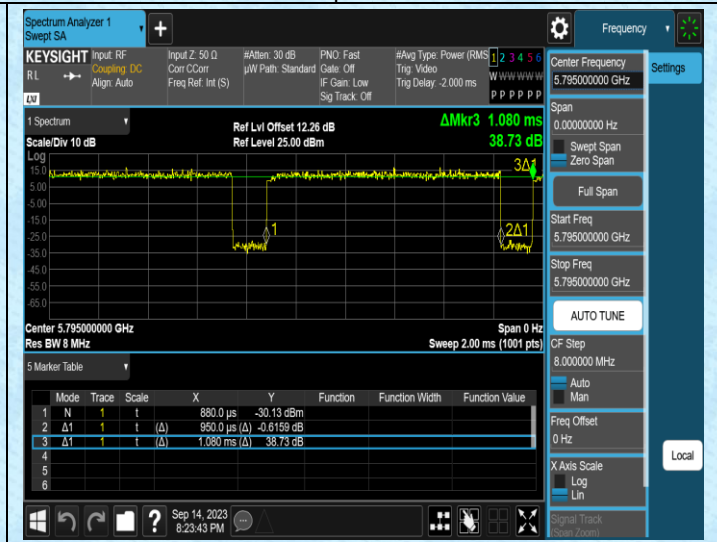 Spectrum Analyzer 1
Swept SA
Frequency
KEYSIGHT
RL
LXI
Input: RF
Coupling: DC
Align: Auto
Input Z: 50 Ω
Corr CCorr
Freq Ref: Int (S)
#Atten: 30 dB
µW Path: Standard
PNO: Fast
Gate: Off
IF Gain: Low
Sig Track: Off
#Avg Type: Power (RMS
Trig: Video
Trig Delay: -2.000 ms
1 2 3 4 5 6
W W W W W W
P P P P P P
1 Spectrum
Scale/Div 10 dB
Ref Lvl Offset 12.26 dB
Ref Level 25.00 dBm
ΔMkr3 1.080 ms
38.73 dB
Log
15.0
5.00
-5.00
-15.0
-25.0
-35.0
-45.0
-55.0
-65.0
3Δ1
1
2Δ1
Center 5.795000000 GHz
Res BW 8 MHz
Span 0 Hz
Sweep 2.00 ms (1001 pts)
5 Marker Table
Mode Trace Scale X Y Function Function Width Function Value
1 N 1 t 880.0 µs -30.13 dBm
2 Δ1 1 t (Δ) 950.0 µs (Δ) -0.6159 dB
3 Δ1 1 t (Δ) 1.080 ms (Δ) 38.73 dB
4
5
6
Center Frequency
5.795000000 GHz
Settings
Span
0.00000000 Hz
Swept Span
Zero Span
Full Span
Start Freq
5.795000000 GHz
Stop Freq
5.795000000 GHz
AUTO TUNE
CF Step
8.000000 MHz
Auto
Man
Freq Offset
0 Hz
X Axis Scale
Log
Lin
Signal Track
(Span Zoom)
Local
?
Sep 14, 2023
8:23:43 PM